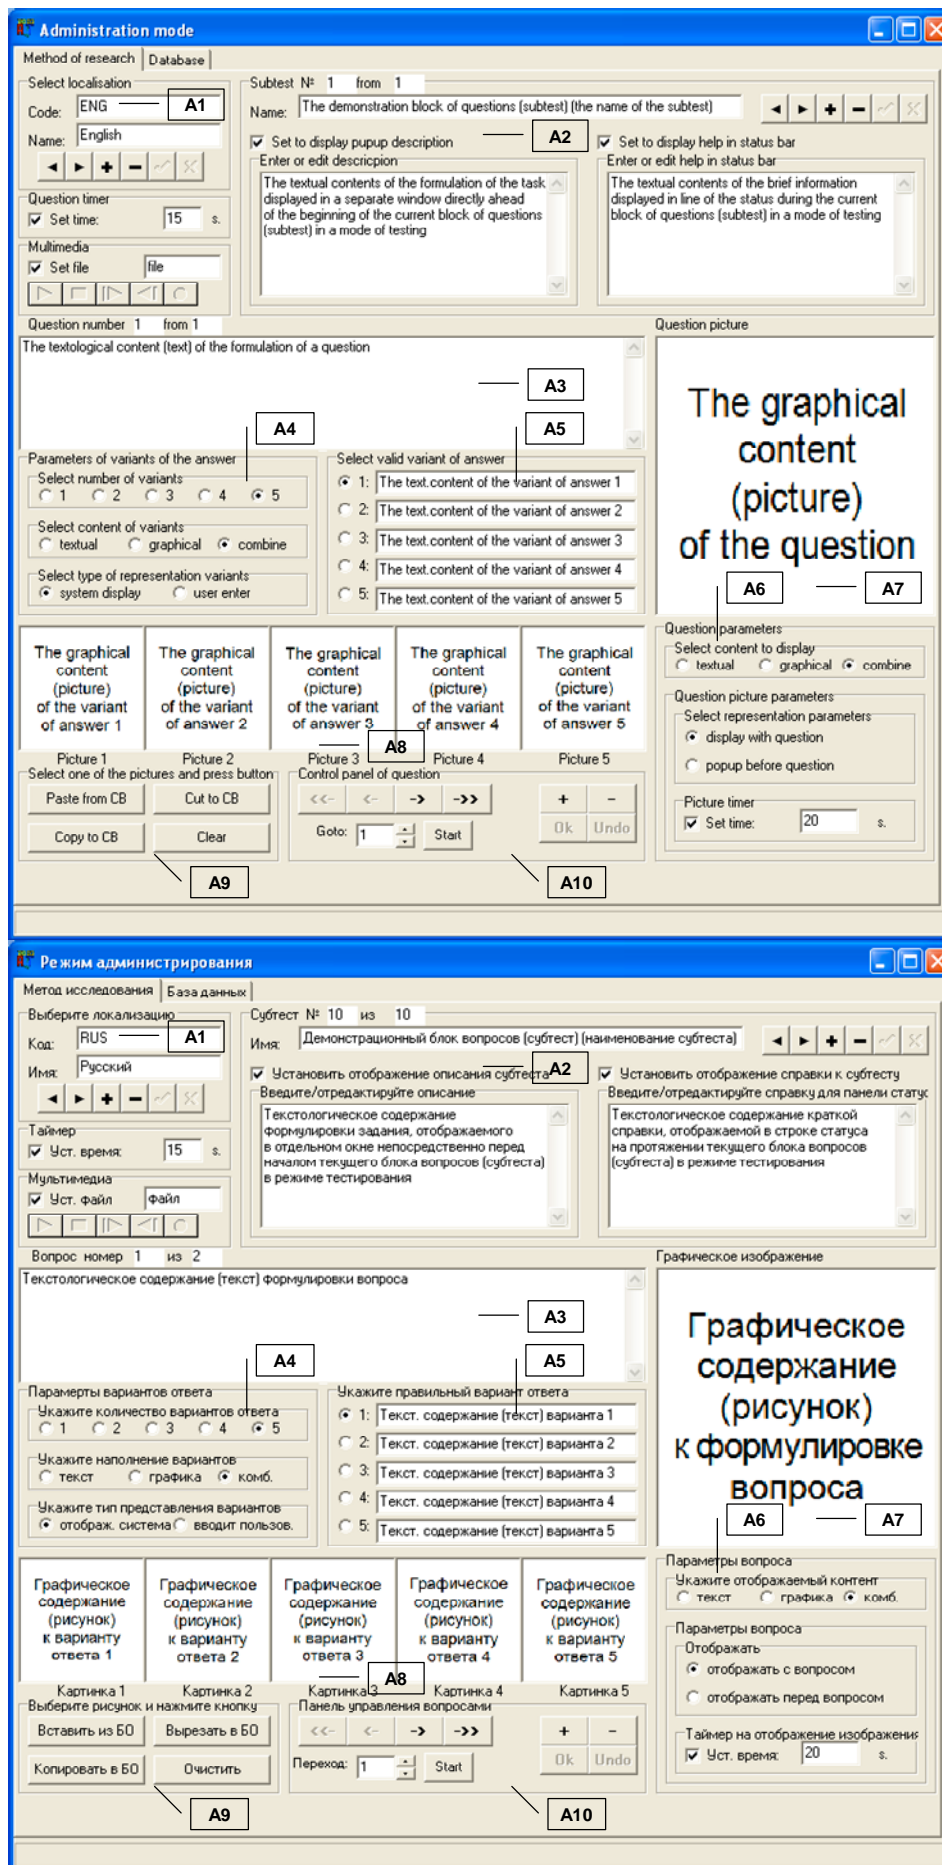 Administration mode
Method of research Database
Select localisation
Code: ENG
A1
Name: English
Subtest № 1 from 1
Name: The demonstration block of questions (subtest) (the name of the subtest)
A2
Set to display pupup description
Set to display help in status bar
Enter or edit descricpion
The textual contents of the formulation of the task
displayed in a separate window directly ahead
of the beginning of the current block of questions
(subtest) in a mode of testing
Enter or edit help in status bar
The textual contents of the brief information
displayed in line of the status during the current
block of questions (subtest) in a mode of testing
Question timer
Set time: 15 s.
Multimedia
Set file file
Question number 1 from 1
The textological content (text) of the formulation of a question
A3
Question picture
The graphical
content
(picture)
of the question
A4
A5
Parameters of variants of the answer
Select number of variants
1 2 3 4 5
Select content of variants
textual graphical combine
Select type of representation variants
system display user enter
Select valid variant of answer
1: The text.content of the variant of answer 1
2: The text.content of the variant of answer 2
3: The text.content of the variant of answer 3
4: The text.content of the variant of answer 4
5: The text.content of the variant of answer 5
A6
A7
The graphical
content
(picture)
of the variant
of answer 1
The graphical
content
(picture)
of the variant
of answer 2
The graphical
content
(picture)
of the variant
of answer 3
The graphical
content
(picture)
of the variant
of answer 4
The graphical
content
(picture)
of the variant
of answer 5
A8
Picture 1 Picture 2 Picture 3 Picture 4 Picture 5
Question parameters
Select content to display
textual graphical combine
Question picture parameters
Select representation parameters
display with question
popup before question
Picture timer
Set time: 20 s.
Select one of the pictures and press button
Paste from CB Cut to CB
Copy to CB Clear
A9
Control panel of question
<<- <- -> ->> + -
Goto: 1 Start Ok Undo
A10
Режим администрирования
Метод исследования База данных
Выберите локализацию
Код: RUS
A1
Имя: Русский
Субтест № 10 из 10
Имя: Демонстрационный блок вопросов (субтест) (наименование субтеста)
A2
Установить отображение описания субтеста
Установить отображение справки к субтесту
Введите/отредактируйте описание
Текстологическое содержание
формулировки задания, отображаемого
в отдельном окне непосредственно перед
началом текущего блока вопросов (субтеста)
в режиме тестирования
Введите/отредактируйте справку для панели статус
Текстологическое содержание краткой
справки, отображаемой в строке статуса
на протяжении текущего блока вопросов
(субтеста) в режиме тестирования
Таймер
Уст. время: 15 s.
Мультимедиа
Уст. файл файл
Вопрос номер 1 из 2
Текстологическое содержание (текст) формулировки вопроса
A3
Графическое изображение
Графическое
содержание
(рисунок)
к формулировке
вопроса
A4
A5
Парамерты вариантов ответа
Укажите количество вариантов ответа
1 2 3 4 5
Укажите наполнение вариантов
текст графика комб.
Укажите тип представления вариантов
отображ. система вводит пользов.
Укажите правильный вариант ответа
1: Текст. содержание (текст) варианта 1
2: Текст. содержание (текст) варианта 2
3: Текст. содержание (текст) варианта 3
4: Текст. содержание (текст) варианта 4
5: Текст. содержание (текст) варианта 5
A6
A7
Графическое
содержание
(рисунок)
к варианту
ответа 1
Графическое
содержание
(рисунок)
к варианту
ответа 2
Графическое
содержание
(рисунок)
к варианту
ответа 3
Графическое
содержание
(рисунок)
к варианту
ответа 4
Графическое
содержание
(рисунок)
к варианту
ответа 5
A8
Картинка 1 Картинка 2 Картинка 3 Картинка 4 Картинка 5
Параметры вопроса
Укажите отображаемый контент
текст графика комб.
Параметры вопроса
Отображать
отображать с вопросом
отображать перед вопросом
Таймер на отображение изображения
Уст. время: 20 s.
Выберите рисунок и нажмите кнопку
Вставить из БО Вырезать в БО
Копировать в БО Очистить
A9
Панель управления вопросами
<<- <- -> ->> + -
Переход: 1 Start Ok Undo
A10